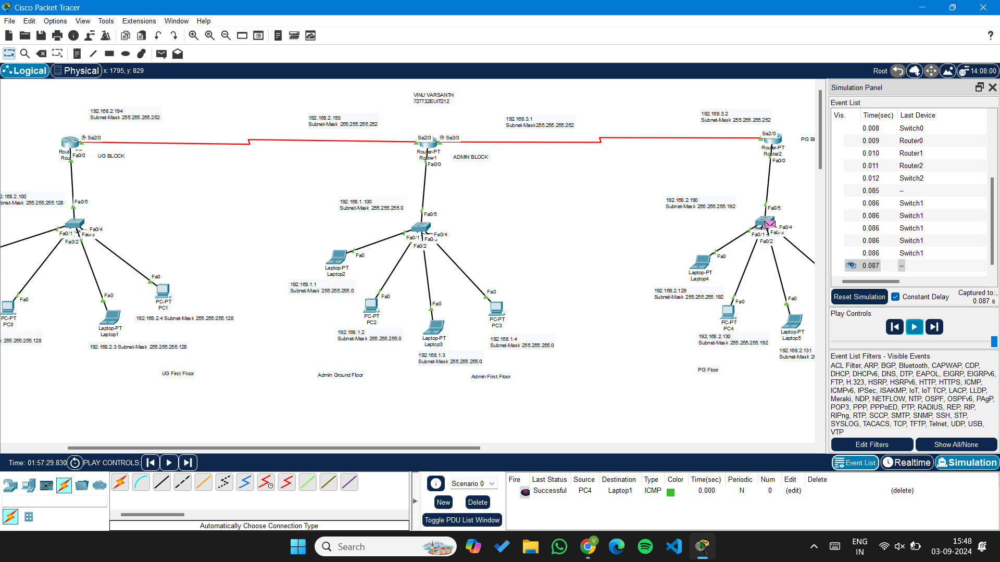 Cisco Packet Tracer
File Edit Options View Tools Extensions Window Help
Logical Physical x: 1795, y: 829 Root 14:08:00
VINU VARSANTH
727722EUIT212
192.168.2.194
Subnet-Mask 255.255.255.252
192.168.2.193
Subnet-Mask 255.255.255.252
192.168.3.1
Subnet-Mask255.255.255.252
192.168.3.2
Subnet-Mask 255.255.255.252
Se2/0
Fa0/0
UG BLOCK
Se2/0 Se3/0
Router-PT
Router1
Fa0/0
ADMIN BLOCK
Se2/0
Router-PT
Router2
Fa0/0
PG
2.168.2.100
bnet-Mask 255.255.255.128
Fa0/5
Fa0/4
Fa0/1
Fa0/3
Fa0/2
192.168.1.100
Subnet-Mask 255.255.255.0
Fa0/5
Fa0/4
Fa0/1
Fa0/2
192.168.2.190
Subnet-Mask 255.255.255.192
Fa0/5
Fa0/4
Fa0/1
Fa0/3
Fa0/2
Fa0
PC-PT
PC0
255.255.255.128
Fa0
Laptop-PT
Laptop1
192.168.2.3 Subnet-Mask 255.255.255.128
Fa0
PC-PT
PC1
192.168.2.4 Subnet-Mask 255.255.255.128
UG First Floor
Fa0
Laptop-PT
Laptop2
192.168.1.1
Subnet-Mask 255.255.255.0
Fa0
PC-PT
PC2
192.168.1.2
Subnet-Mask 255.255.255.0
Fa0
Laptop-PT
Laptop3
192.168.1.3
Subnet-Mask 255.255.255.0
Fa0
PC-PT
PC3
192.168.1.4
Subnet-Mask 255.255.255.0
Admin Ground Floor
Admin First Floor
Fa0
Laptop-PT
Laptop4
192.168.2.129
Subnet-Mask 255.255.255.192
Fa0
PC-PT
PC4
192.168.2.130
Subnet-Mask 255.255.255.192
Fa0
Laptop-PT
Laptop5
192.168.2.131
Subnet-Mask
PG Floor
Simulation Panel
Event List
Vis. Time(sec) Last Device
0.008 Switch0
0.009 Router0
0.010 Router1
0.011 Router2
0.012 Switch2
0.085 --
0.086 Switch1
0.086 Switch1
0.086 Switch1
0.086 Switch1
0.086 Switch1
0.087 --
Reset Simulation Constant Delay Captured to:
0.087 s
Play Controls
Event List Filters - Visible Events
ACL Filter, ARP, BGP, Bluetooth, CAPWAP, CDP,
DHCP, DHCPv6, DNS, DTP, EAPOL, EIGRP, EIGRPv6,
FTP, H.323, HSRP, HSRPv6, HTTP, HTTPS, ICMP,
ICMPv6, IPSec, ISAKMP, IoT, IoT TCP, LACP, LLDP,
Meraki, NDP, NETFLOW, NTP, OSPF, OSPFv6, PAgP,
POP3, PPP, PPPoED, PTP, RADIUS, REP, RIP,
RIPng, RTP, SCCP, SMTP, SNMP, SSH, STP,
SYSLOG, TACACS, TCP, TFTP, Telnet, UDP, USB,
VTP
Edit Filters Show All/None
Time: 01:57:29.830 PLAY CONTROLS: Event List Realtime Simulation
Automatically Choose Connection Type
Scenario 0
New Delete
Toggle PDU List Window
Fire Last Status Source Destination Type Color Time(sec) Periodic Num Edit Delete
Successful PC4 Laptop1 ICMP 0.000 N 0 (edit) (delete)
Search
ENG
IN
15:48
03-09-2024